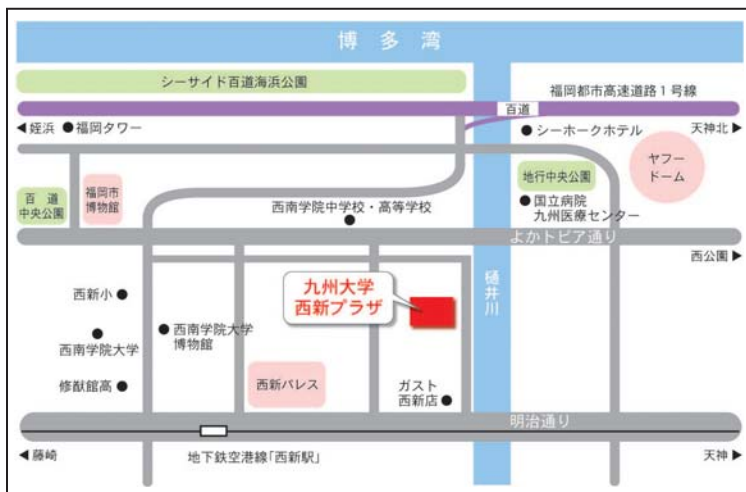 博多湾
シーサイド百道海浜公園
福岡都市高速道路1号線
百道
◀姪浜
福岡タワー
シーホークホテル
天神北▶
ヤフー
ドーム
百道
中央公園
福岡市
博物館
地行中央公園
西南学院中学校・高等学校
国立病院
九州医療センター
よかトピア通り
西公園▶
九州大学
西新プラザ
樋井川
西新小
西南学院大学
西南学院大学
博物館
修猷館高
西新パレス
ガスト
西新店
明治通り
◀藤崎
地下鉄空港線「西新駅」
天神▶